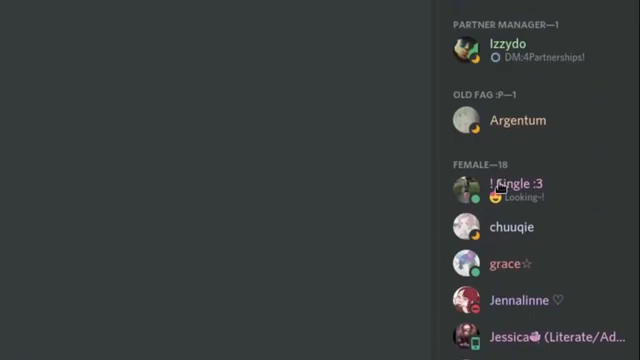 PARTNER MANAGER—1
Izzydo
DM:4Partnerships!
OLD FAG :P—1
Argentum
FEMALE—18
! Single :3
Looking~!
chuuqie
grace☆
Jennalinne ♡
Jessica (Literate/Ad...